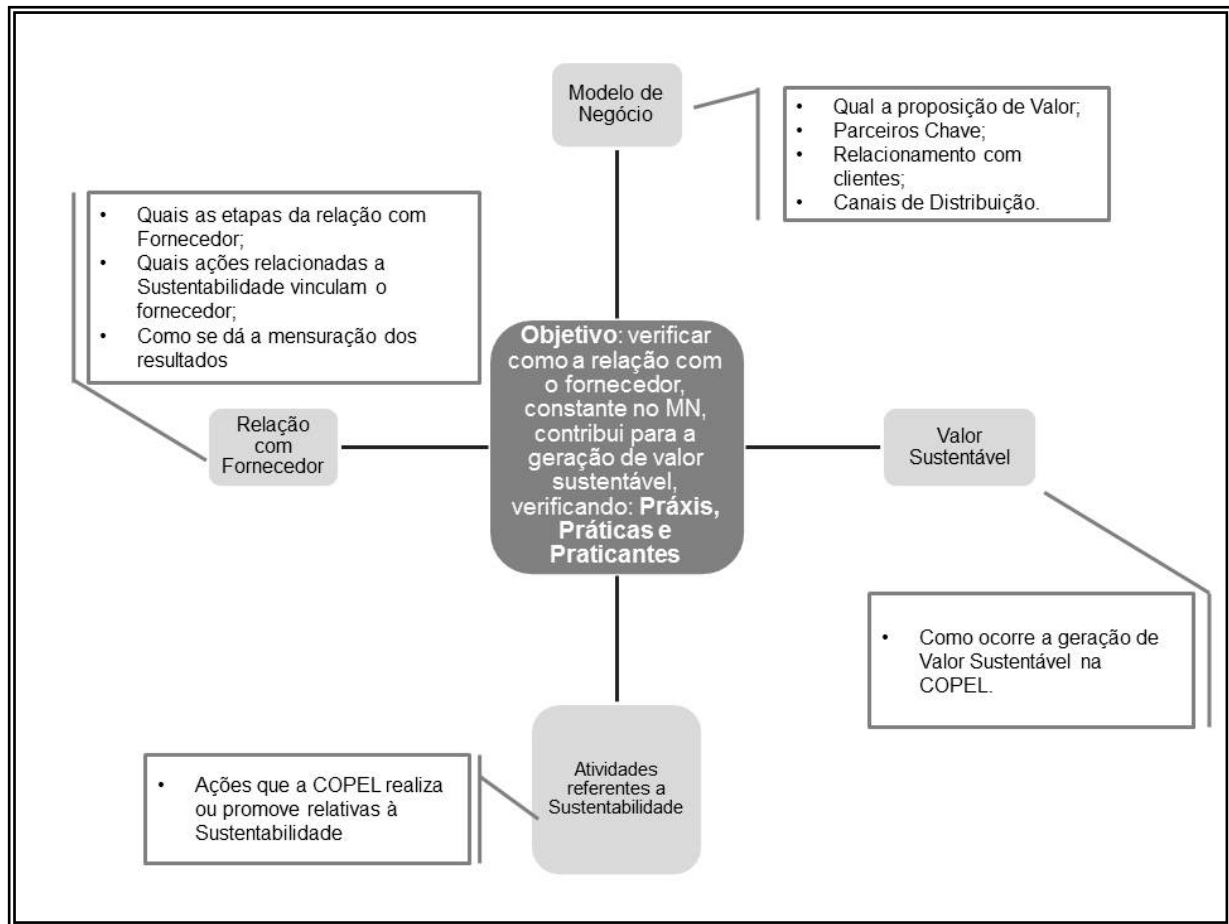 Modelo de
Negócio
• Qual a proposição de Valor;
• Parceiros Chave;
• Relacionamento com
clientes;
• Canais de Distribuição.
• Quais as etapas da relação com
Fornecedor;
• Quais ações relacionadas a
Sustentabilidade vinculam o
fornecedor;
• Como se dá a mensuração dos
resultados
Relação
com
Fornecedor
Objetivo: verificar
como a relação com
o fornecedor,
constante no MN,
contribui para a
geração de valor
sustentável,
verificando: Práxis,
Práticas e
Praticantes
Valor
Sustentável
• Como ocorre a geração de
Valor Sustentável na
COPEL.
Atividades
referentes a
Sustentabilidade
• Ações que a COPEL realiza
ou promove relativas à
Sustentabilidade